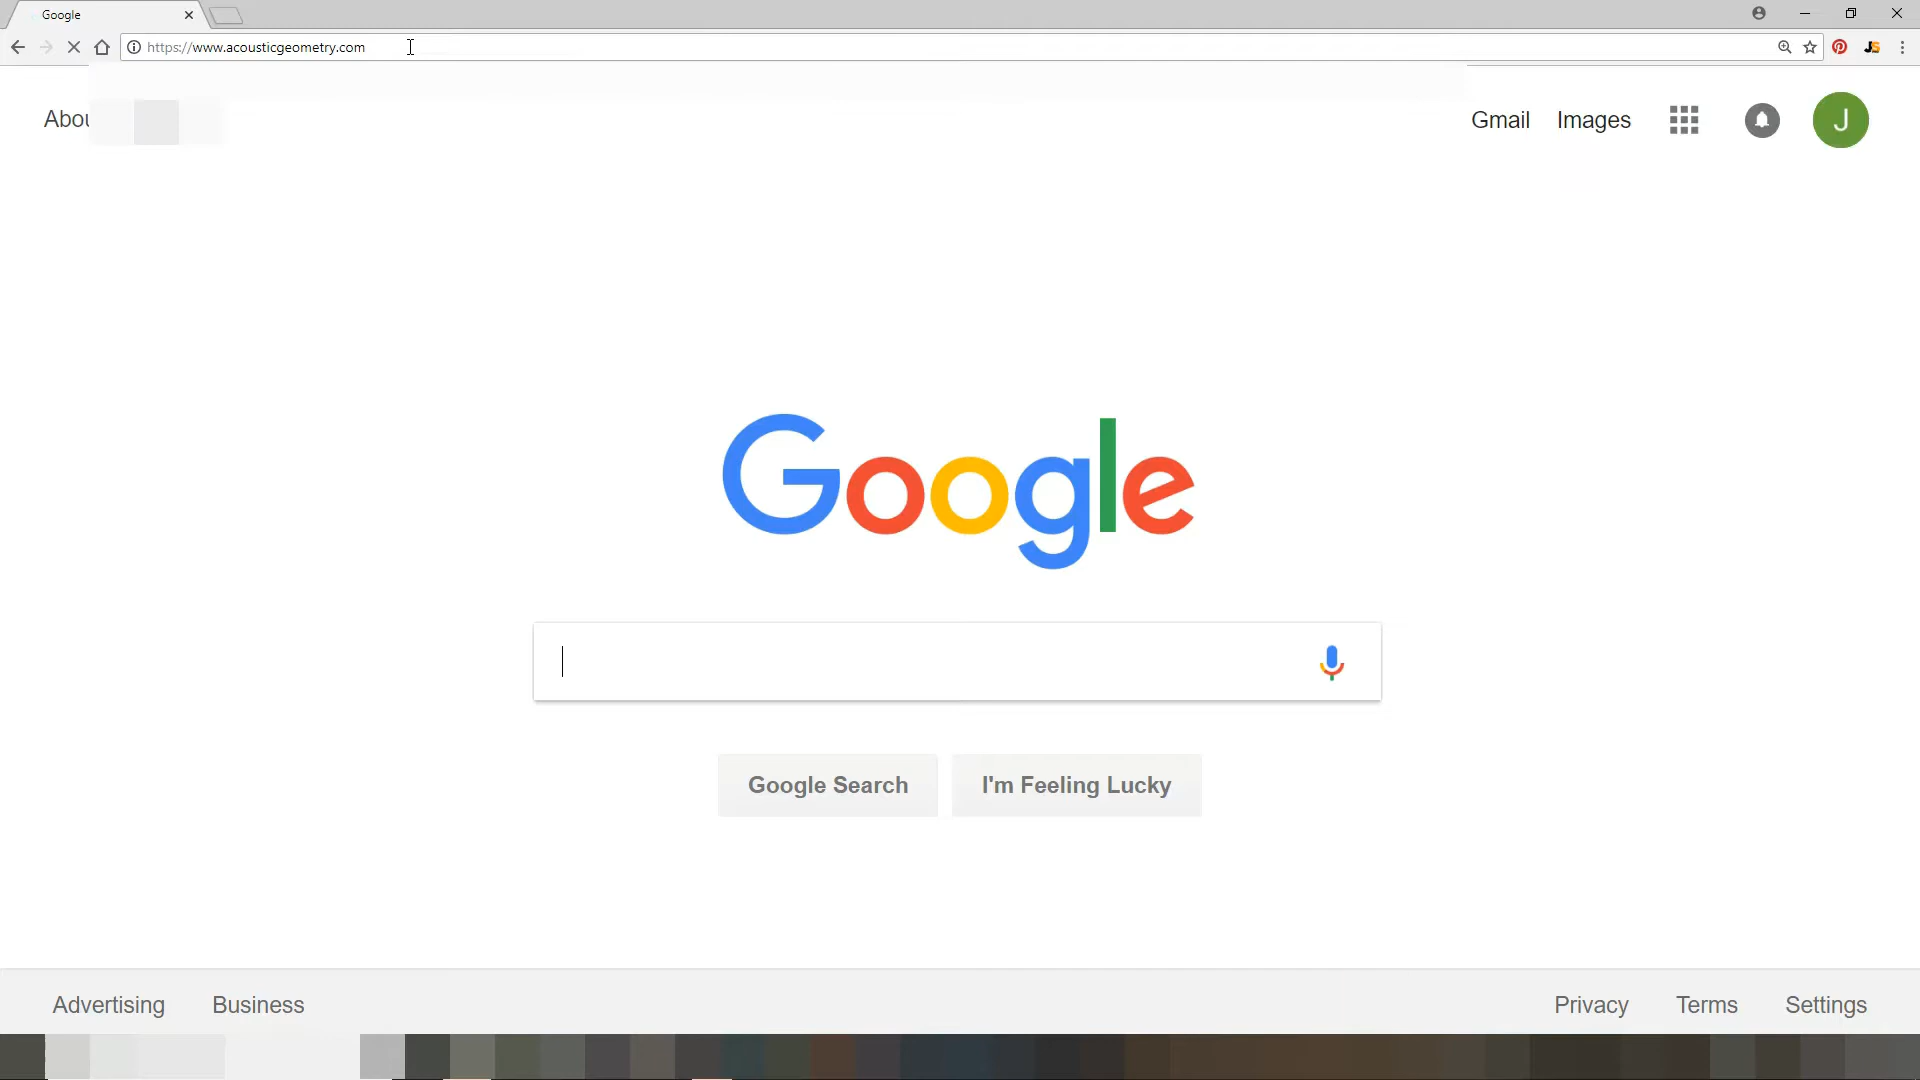 Google
https://www.acousticgeometry.com
Gmail Images J
Google
Google Search I'm Feeling Lucky
Advertising Business Privacy Terms Settings